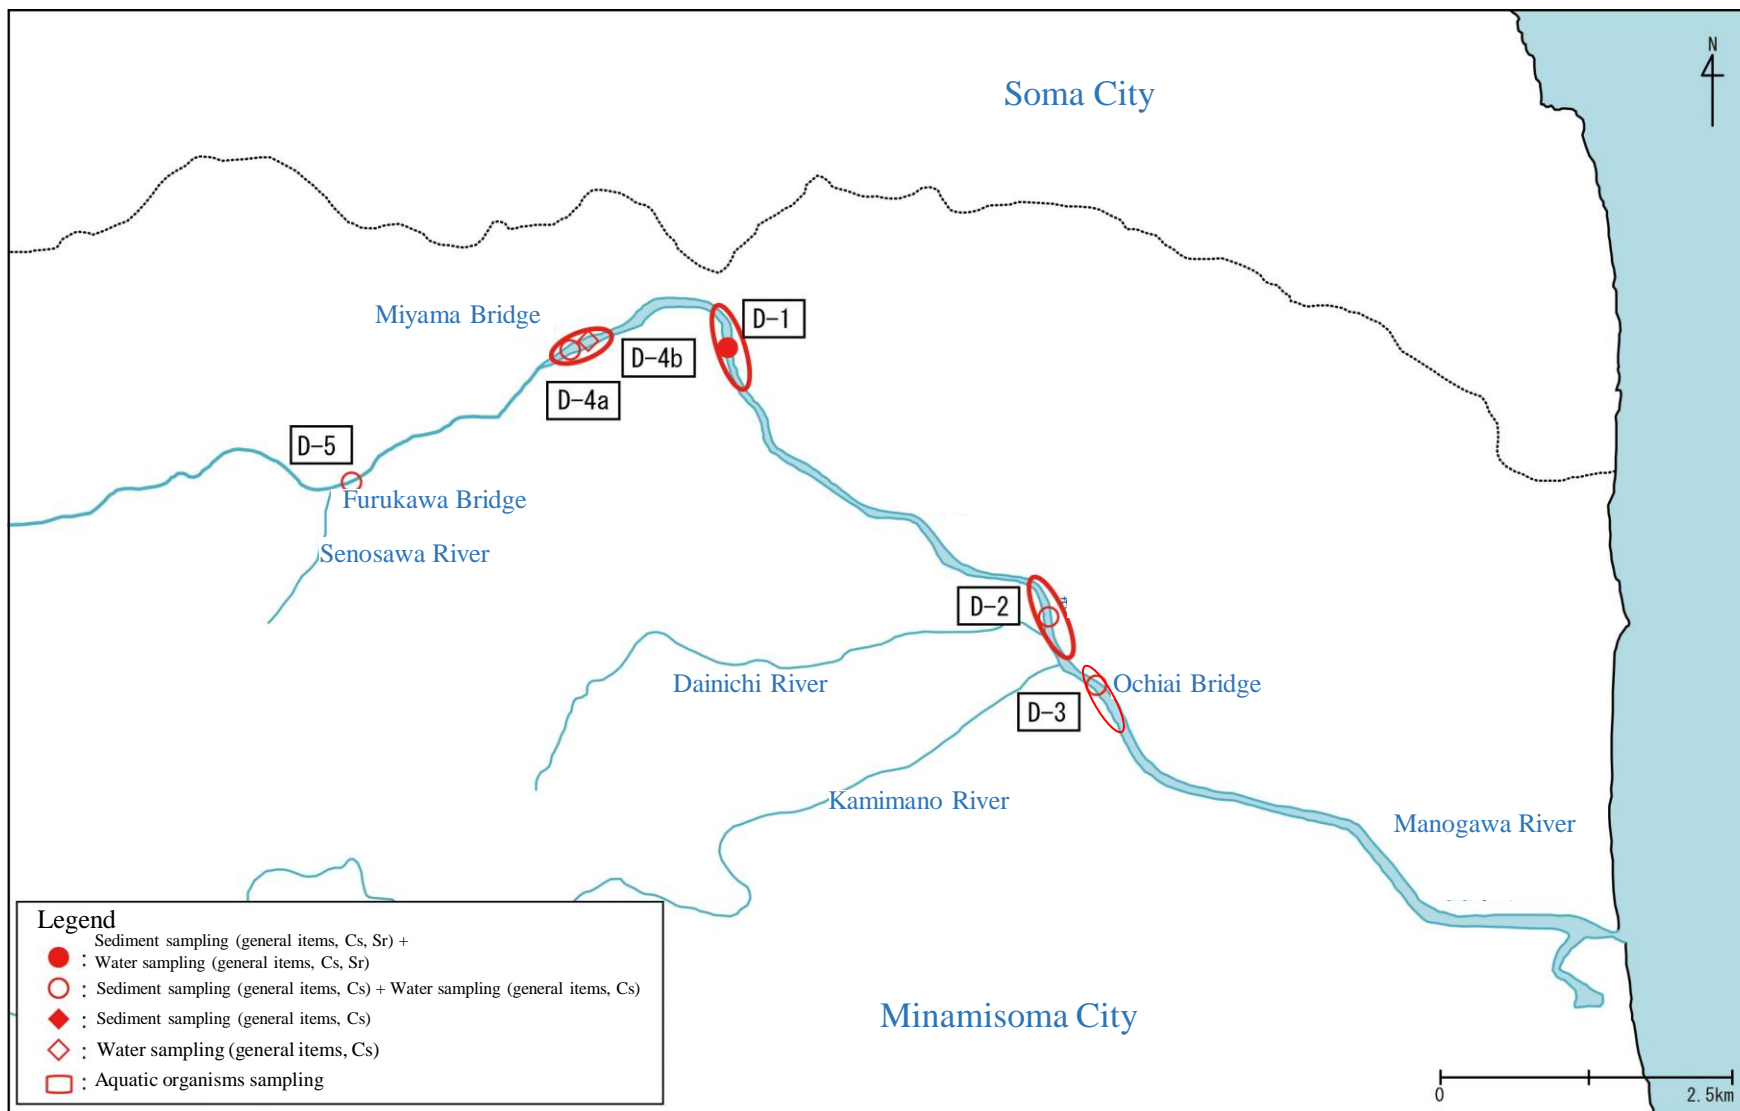 N
Soma City
Miyama Bridge
D-1
D-4b
D-4a
D-5
Furukawa Bridge
Senosawa River
D-2
Dainichi River
Ochiai Bridge
D-3
Kamimano River
Manogawa River
Minamisoma City
Legend
: Sediment sampling (general items, Cs, Sr) +
Water sampling (general items, Cs, Sr)
: Sediment sampling (general items, Cs) + Water sampling (general items, Cs)
: Sediment sampling (general items, Cs)
: Water sampling (general items, Cs)
: Aquatic organisms sampling
0 2.5km